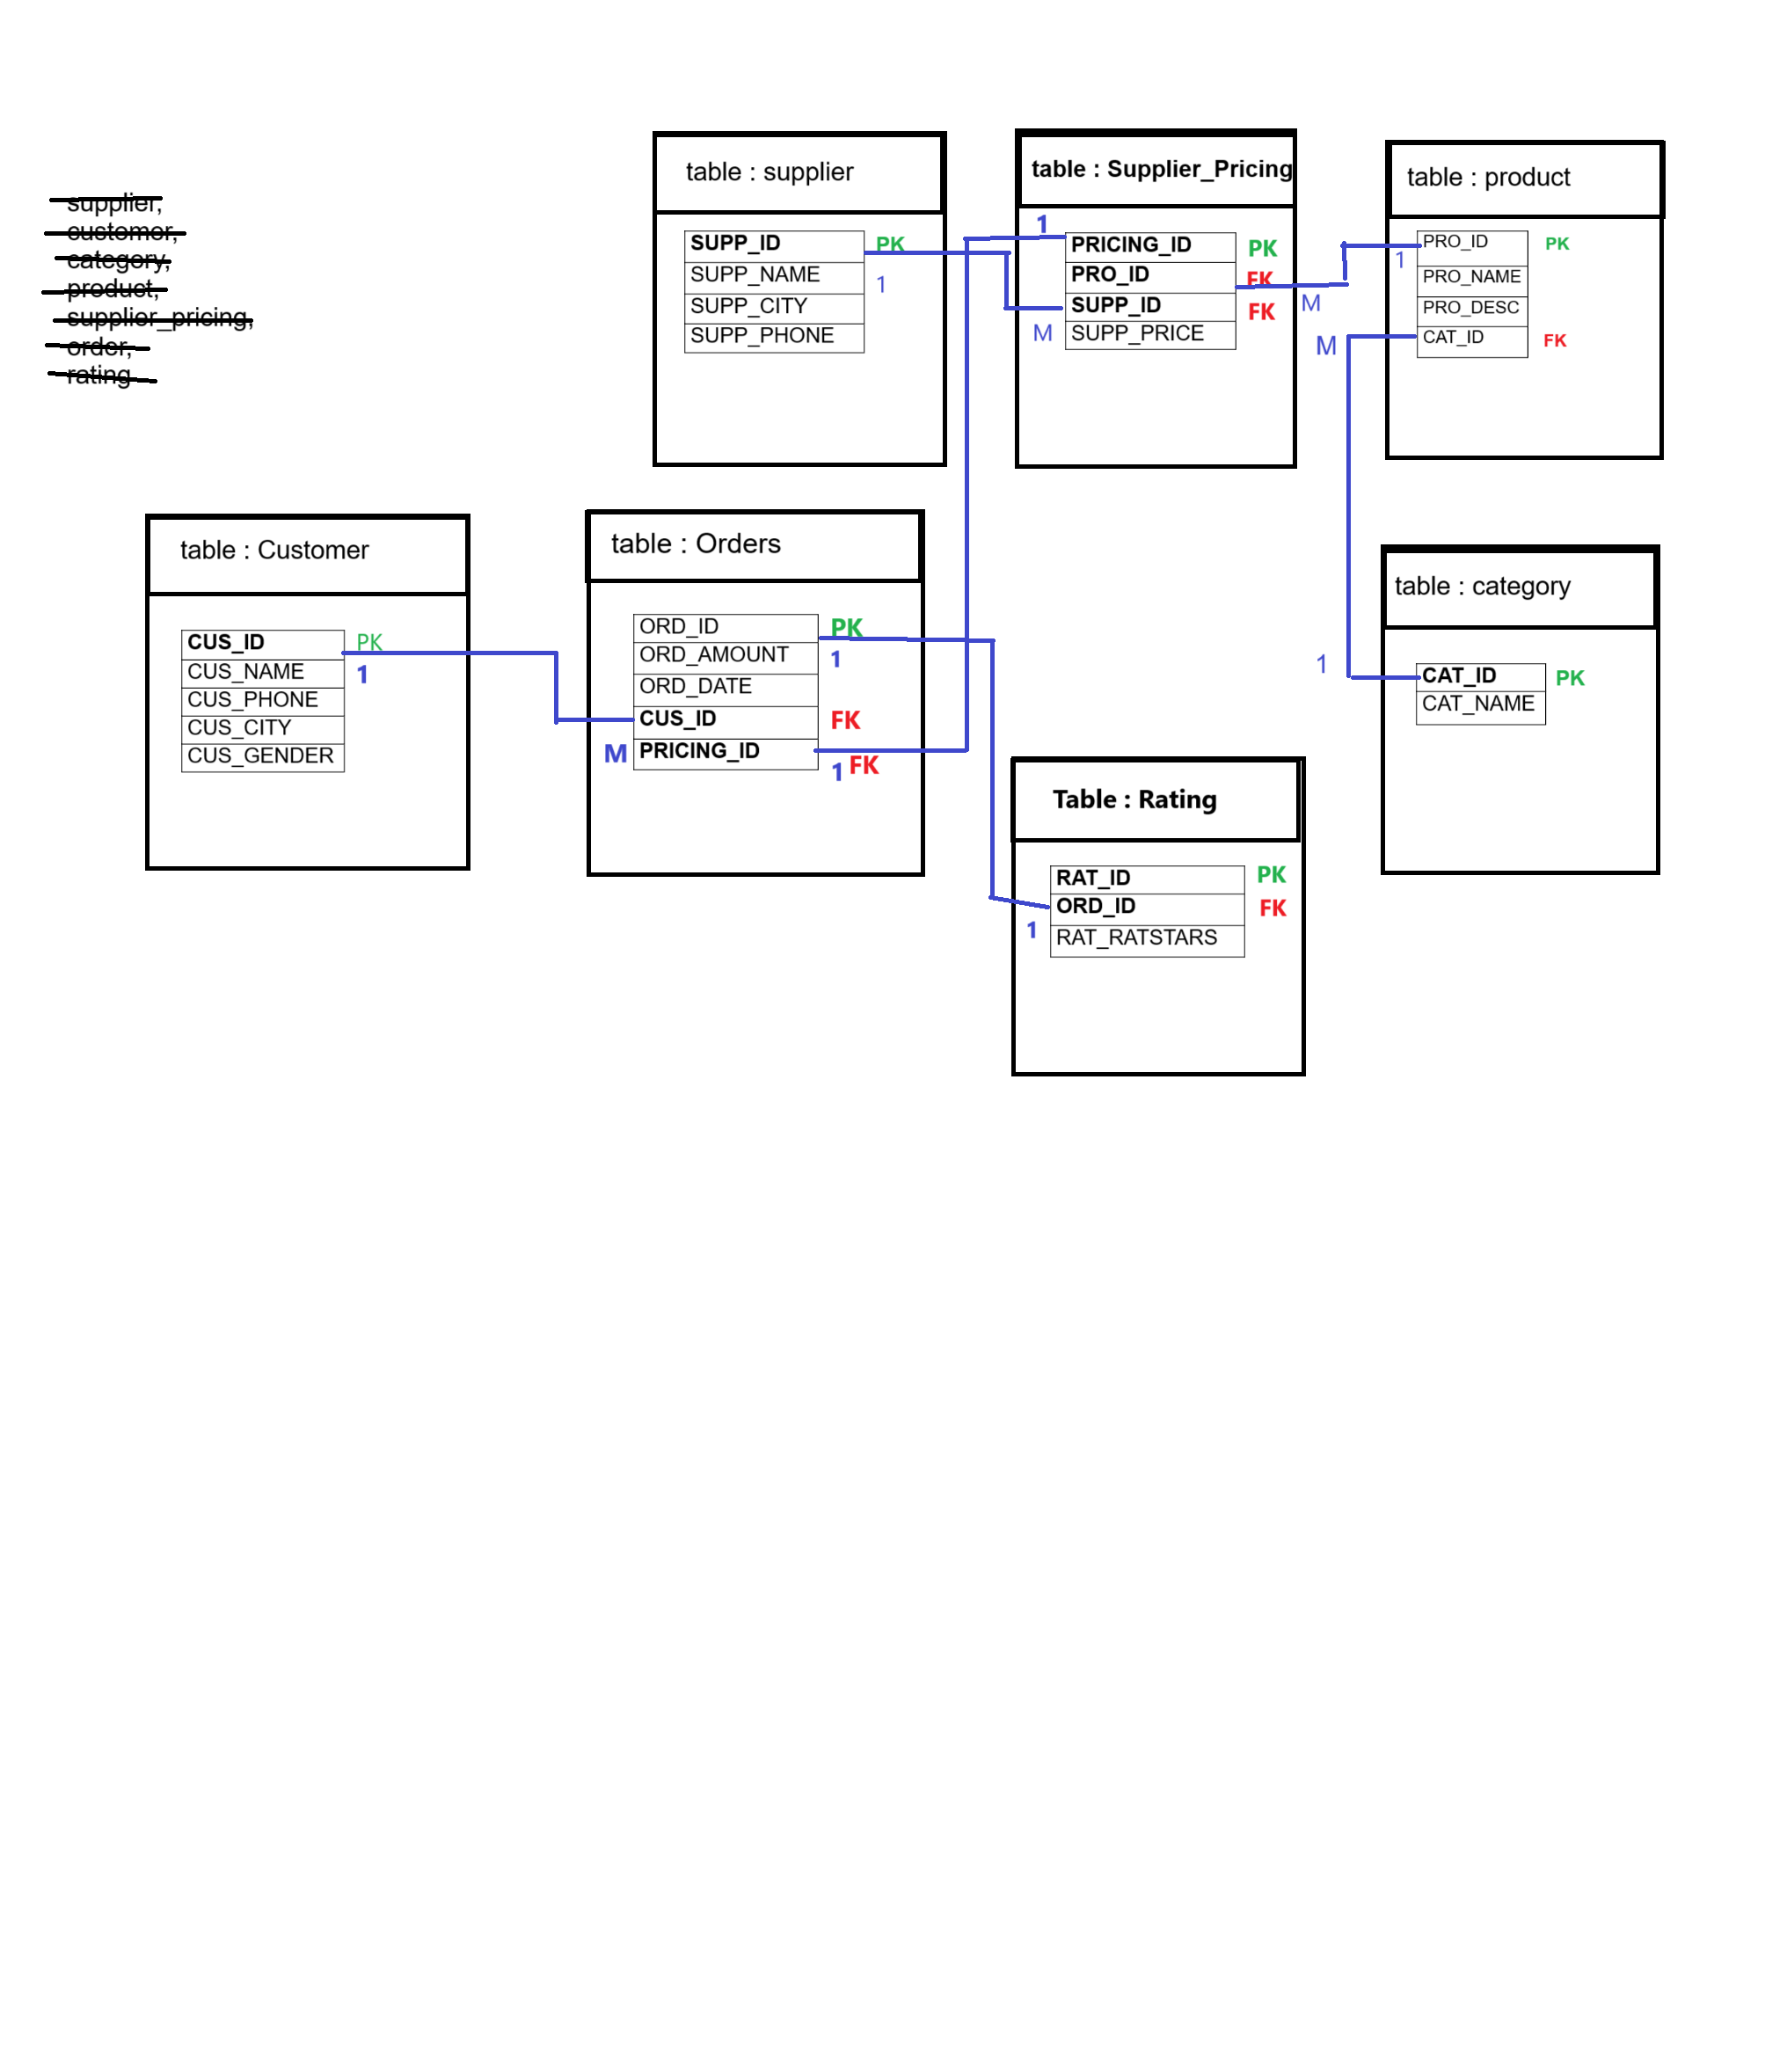 supplier,
customer,
category,
product,
supplier_pricing,
order,
rating
table : supplier
SUPP_ID PK
SUPP_NAME 1
SUPP_CITY
SUPP_PHONE
table : Supplier_Pricing
1
PRICING_ID PK
PRO_ID FK
SUPP_ID FK M
M SUPP_PRICE
table : product
PRO_ID PK
1
PRO_NAME
PRO_DESC
M CAT_ID FK
table : Customer
CUS_ID PK
CUS_NAME 1
CUS_PHONE
CUS_CITY
CUS_GENDER
table : Orders
ORD_ID PK
ORD_AMOUNT 1
ORD_DATE
CUS_ID FK
M PRICING_ID
1 FK
table : category
1 CAT_ID PK
CAT_NAME
Table : Rating
RAT_ID PK
ORD_ID FK
1 RAT_RATSTARS